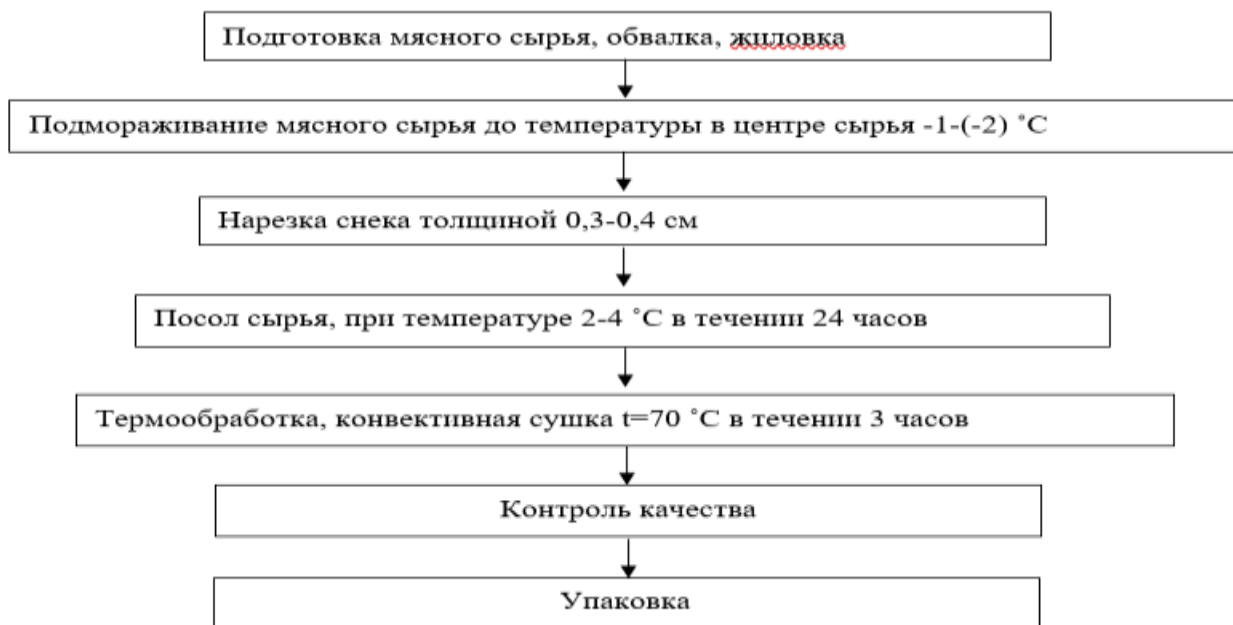 Подготовка мясного сырья, обвалка, жиловка
Подмораживание мясного сырья до температуры в центре сырья -1-(-2) ˚С
Нарезка снека толщиной 0,3-0,4 см
Посол сырья, при температуре 2-4 ˚С в течении 24 часов
Термообработка, конвективная сушка t=70 ˚С в течении 3 часов
Контроль качества
Упаковка